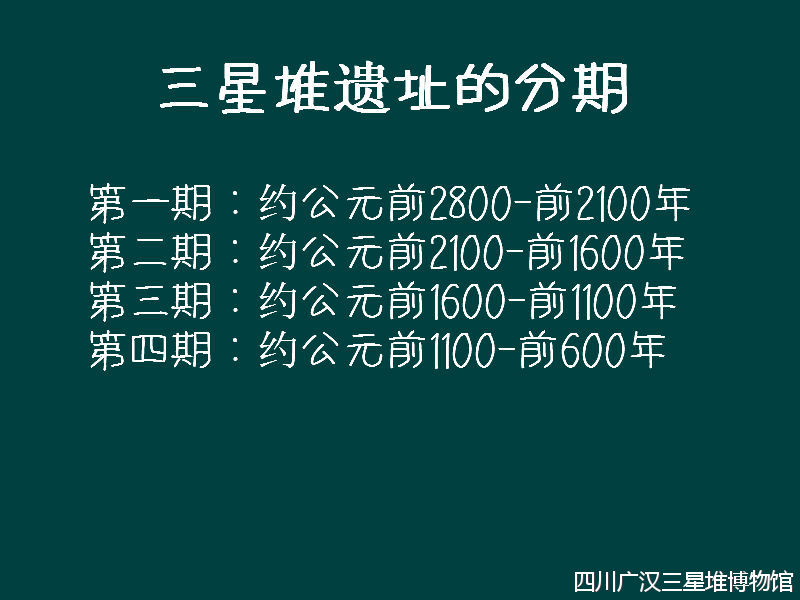 三星堆遗址的分期
第一期：约公元前2800-前2100年
第二期：约公元前2100-前1600年
第三期：约公元前1600-前1100年
第四期：约公元前1100-前600年
四川广汉三星堆博物馆